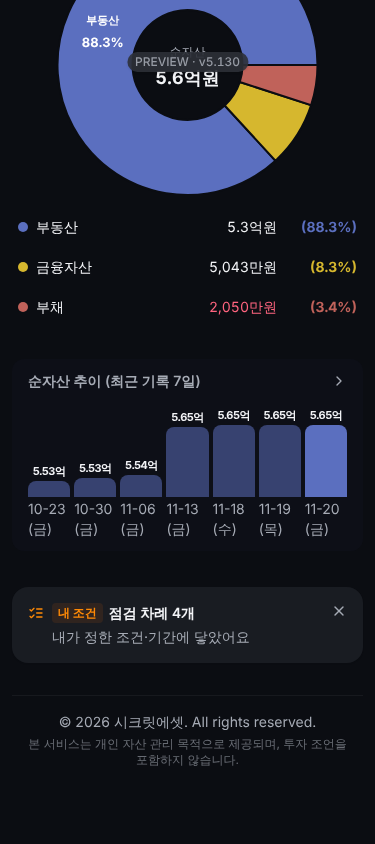 부동산
88.3%
순자산
PREVIEW · v5.130
5.6억원
부동산 5.3억원 (88.3%)
금융자산 5,043만원 (8.3%)
부채 2,050만원 (3.4%)
순자산 추이 (최근 기록 7일)
5.53억 5.53억 5.54억 5.65억 5.65억 5.65억 5.65억
10-23 10-30 11-06 11-13 11-18 11-19 11-20
(금) (금) (금) (금) (수) (목) (금)
내 조건 점검 차례 4개
내가 정한 조건·기간에 닿았어요
© 2026 시크릿에셋. All rights reserved.
본 서비스는 개인 자산 관리 목적으로 제공되며, 투자 조언을
포함하지 않습니다.